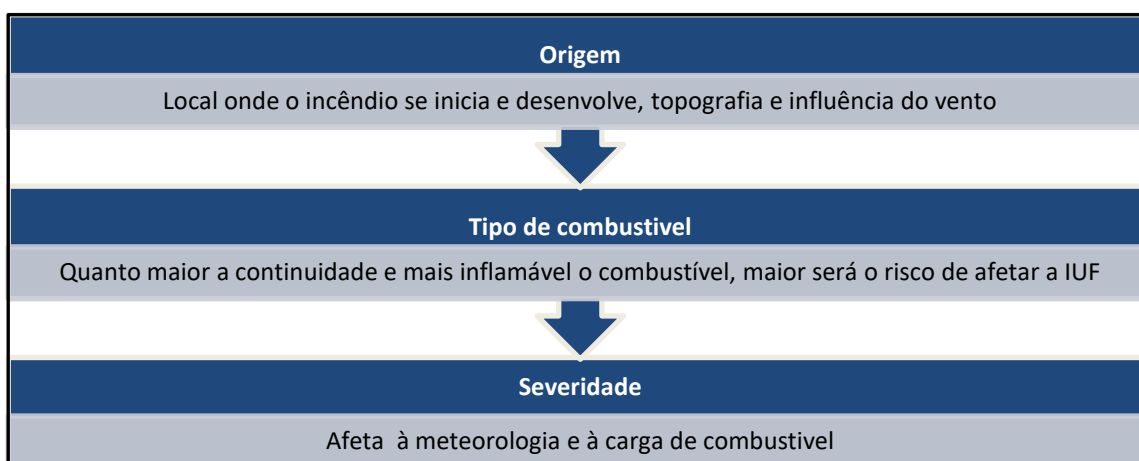 Origem
Local onde o incêndio se inicia e desenvolve, topografia e influência do vento
Tipo de combustivel
Quanto maior a continuidade e mais inflamável o combustível, maior será o risco de afetar a IUF
Severidade
Afeta à meteorologia e à carga de combustivel